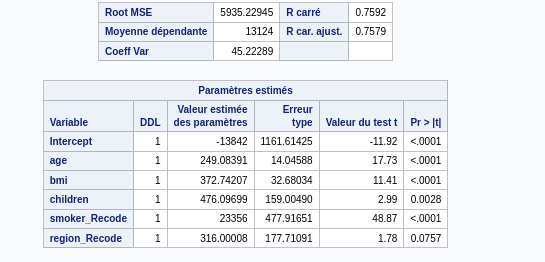 Root MSE 5935.22945 R carré 0.7592
Moyenne dépendante 13124 R car. ajust. 0.7579
Coeff Var 45.22289
Paramètres estimés
Variable DDL Valeur estimée des paramètres Erreur type Valeur du test t Pr > |t|
Intercept 1 -13842 1161.61425 -11.92 <.0001
age 1 249.08391 14.04588 17.73 <.0001
bmi 1 372.74207 32.68034 11.41 <.0001
children 1 476.09699 159.00490 2.99 0.0028
smoker_Recode 1 23356 477.91651 48.87 <.0001
region_Recode 1 316.00008 177.71091 1.78 0.0757